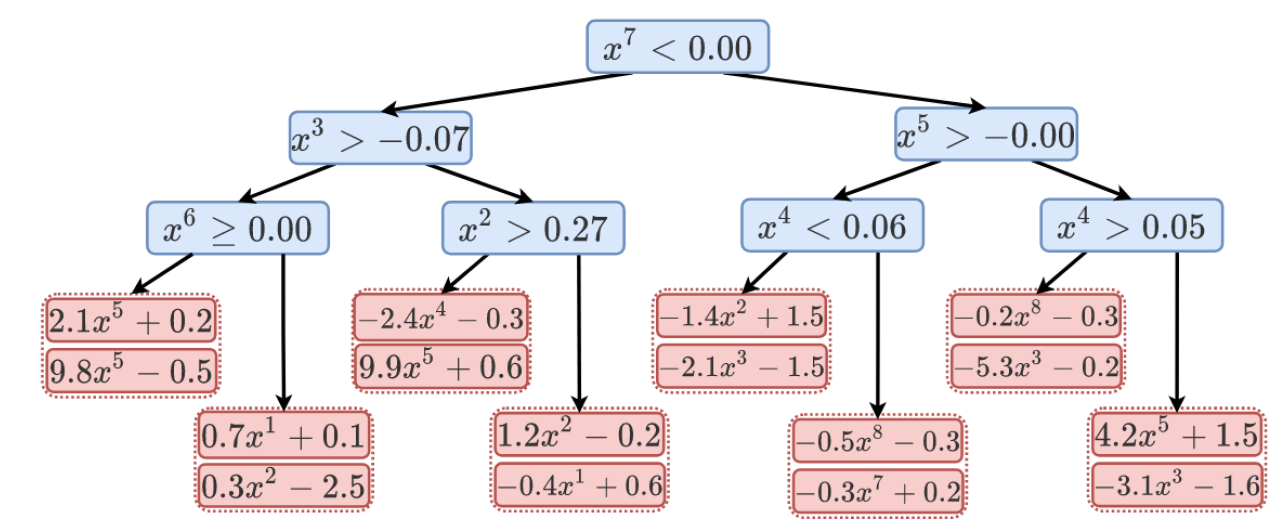 x^7 < 0.00
x^3 > −0.07
x^5 > −0.00
x^6 ≥ 0.00
x^2 > 0.27
x^4 < 0.06
x^4 > 0.05
2.1x^5 + 0.2
9.8x^5 − 0.5
−2.4x^4 − 0.3
9.9x^5 + 0.6
−1.4x^2 + 1.5
−2.1x^3 − 1.5
−0.2x^8 − 0.3
−5.3x^3 − 0.2
0.7x^1 + 0.1
0.3x^2 − 2.5
1.2x^2 − 0.2
−0.4x^1 + 0.6
−0.5x^8 − 0.3
−0.3x^7 + 0.2
4.2x^5 + 1.5
−3.1x^3 − 1.6